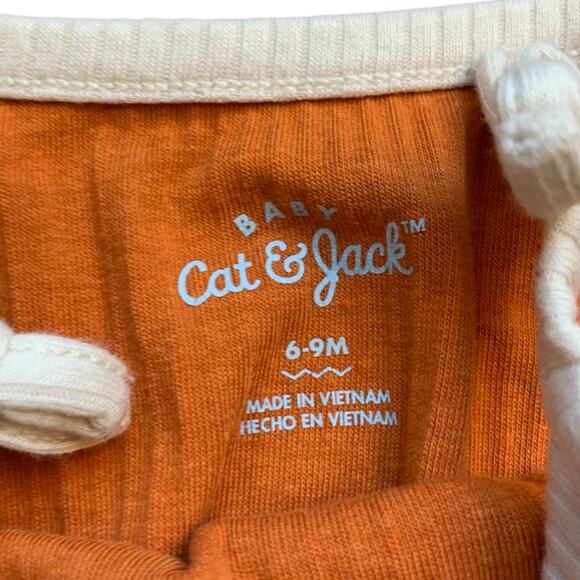 BABY
Cat & Jack™
6-9M
MADE IN VIETNAM
HECHO EN VIETNAM